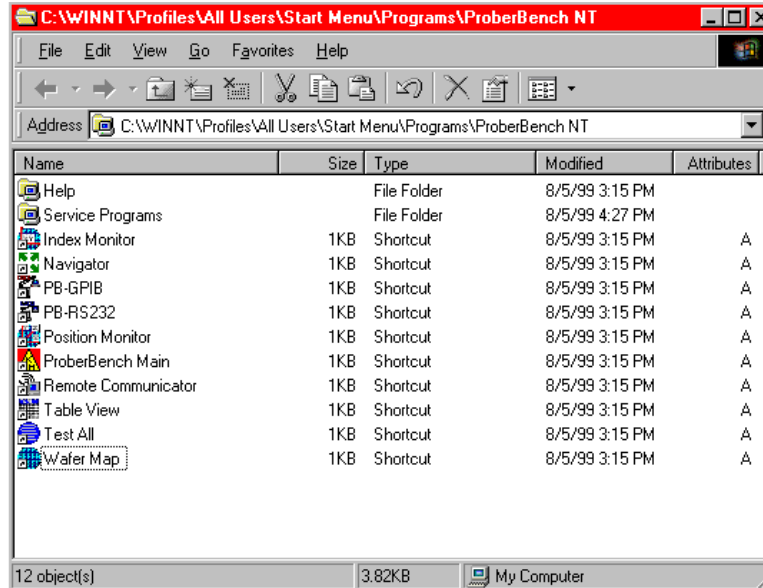 C:\WINNT\Profiles\All Users\Start Menu\Programs\ProberBench NT
File Edit View Go Favorites Help
Address C:\WINNT\Profiles\All Users\Start Menu\Programs\ProberBench NT
Name Size Type Modified Attributes
Help File Folder 8/5/99 3:15 PM
Service Programs File Folder 8/5/99 4:27 PM
Index Monitor 1KB Shortcut 8/5/99 3:15 PM A
Navigator 1KB Shortcut 8/5/99 3:15 PM A
PB-GPIB 1KB Shortcut 8/5/99 3:15 PM A
PB-RS232 1KB Shortcut 8/5/99 3:15 PM A
Position Monitor 1KB Shortcut 8/5/99 3:15 PM A
ProberBench Main 1KB Shortcut 8/5/99 3:15 PM A
Remote Communicator 1KB Shortcut 8/5/99 3:15 PM A
Table View 1KB Shortcut 8/5/99 3:15 PM A
Test All 1KB Shortcut 8/5/99 3:15 PM A
Wafer Map 1KB Shortcut 8/5/99 3:15 PM A
12 object(s) 3.82KB My Computer